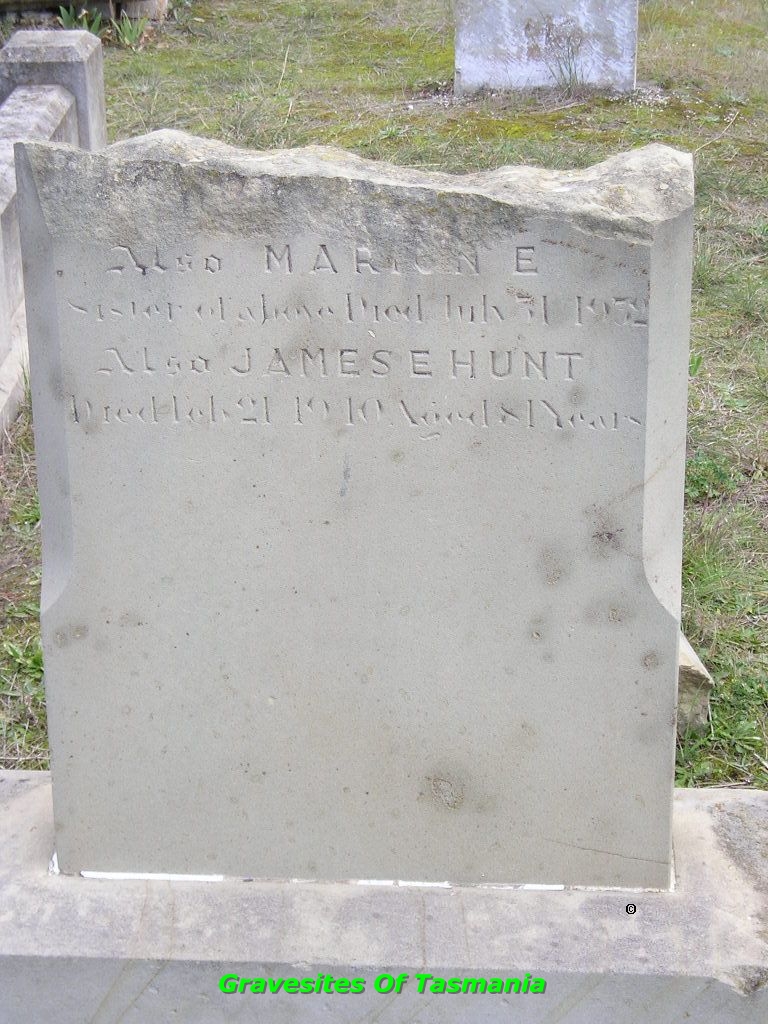 Also MARION E
Sister of above Died July 31 1932
Also JAMES E HUNT
Died Feb 21 1940 Aged 81 Years
©
Gravesites Of Tasmania